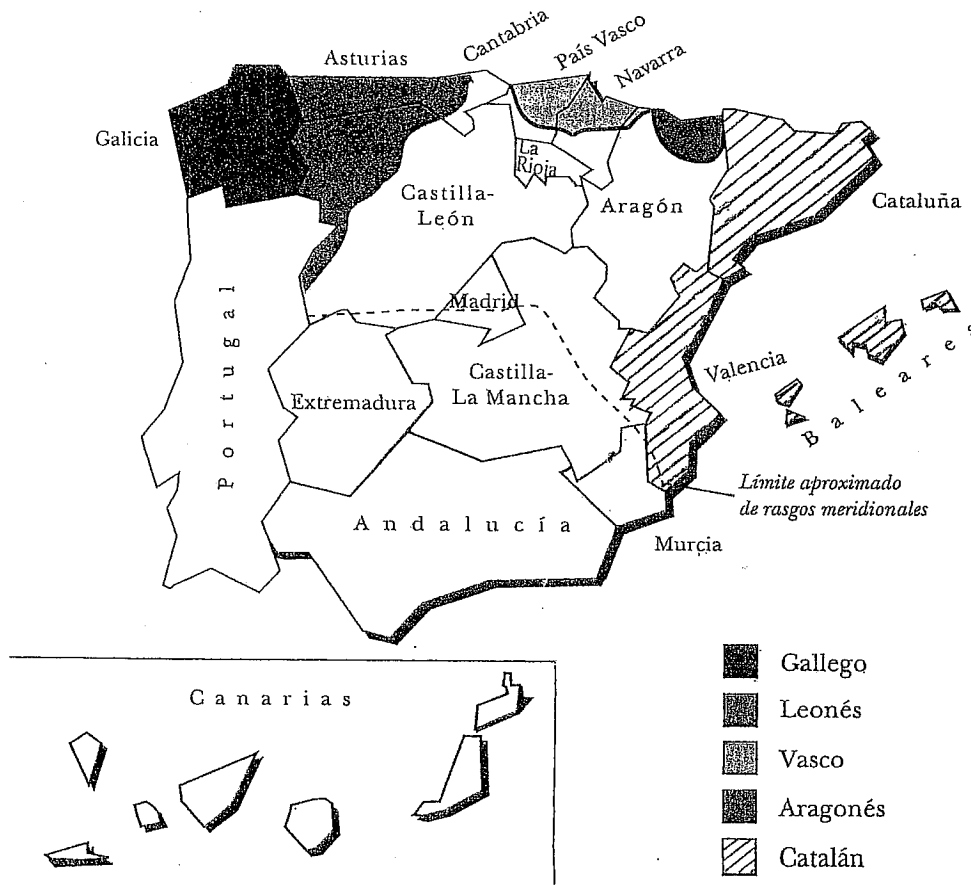 Cantabria
País Vasco
Asturias
Navarra
Galicia
La
Rioja
Castilla-
León
Aragón
Cataluña
Portugal
Madrid
Valencia
Baleares
Castilla-
La Mancha
Extremadura
Límite aproximado
de rasgos meridionales
Andalucía
Murcia
Canarias
Gallego
Leonés
Vasco
Aragonés
Catalán